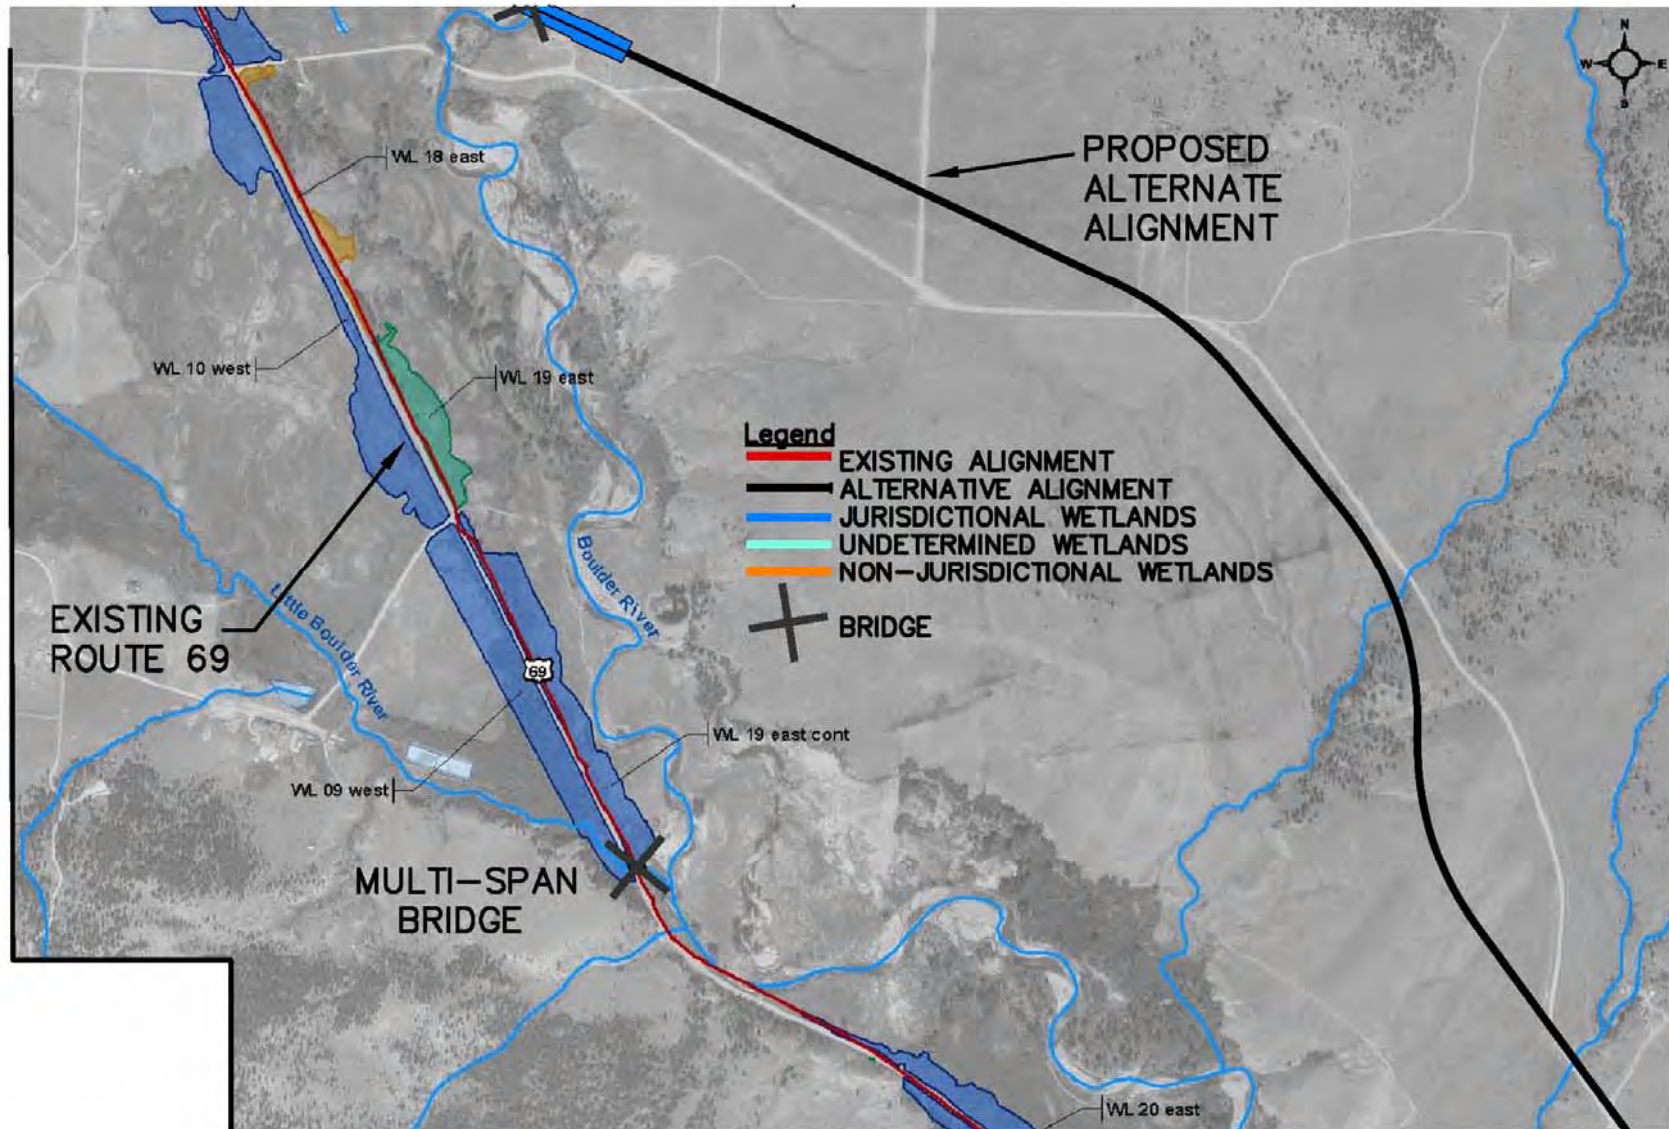 N
W E
S
WL 18 east
PROPOSED
ALTERNATE
ALIGNMENT
WL 10 west
WL 19 east
Legend
EXISTING ALIGNMENT
ALTERNATIVE ALIGNMENT
JURISDICTIONAL WETLANDS
UNDETERMINED WETLANDS
NON-JURISDICTIONAL WETLANDS
BRIDGE
Boulder River
Little Boulder River
EXISTING
ROUTE 69
69
WL 19 east cont
WL 09 west
MULTI-SPAN
BRIDGE
WL 20 east